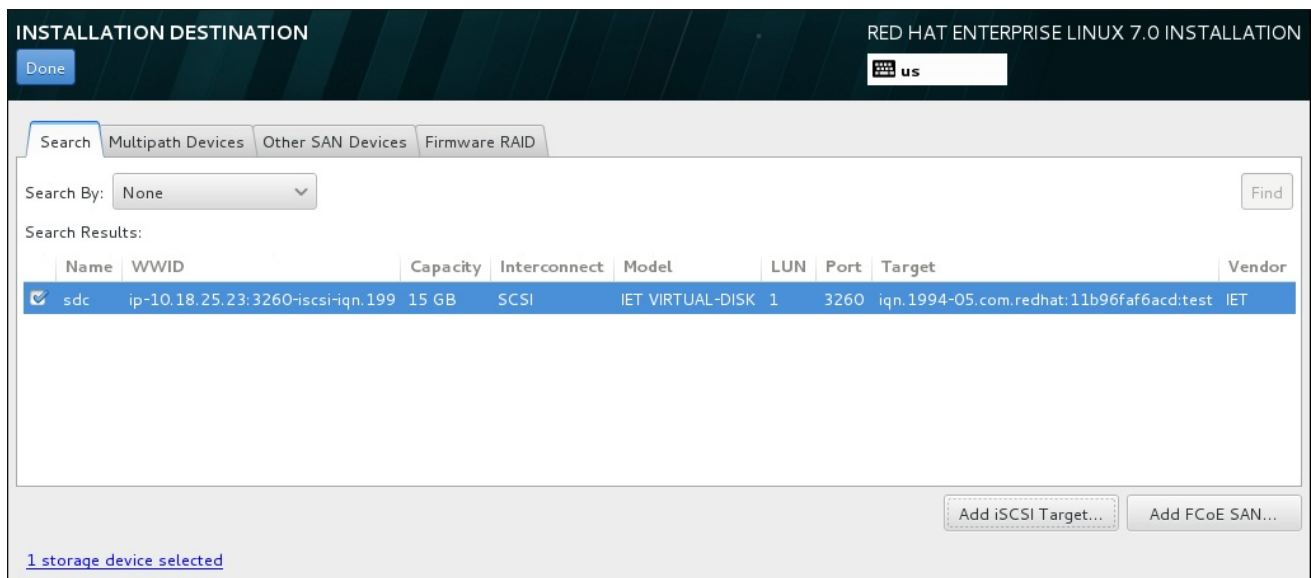 INSTALLATION DESTINATION
RED HAT ENTERPRISE LINUX 7.0 INSTALLATION
Done
us
Search Multipath Devices Other SAN Devices Firmware RAID
Search By: None Find
Search Results:
Name WWID Capacity Interconnect Model LUN Port Target Vendor
sdc ip-10.18.25.23:3260-iscsi-iqn.199 15 GB SCSI IET VIRTUAL-DISK 1 3260 iqn.1994-05.com.redhat:11b96faf6acd:test IET
Add iSCSI Target... Add FCoE SAN...
1 storage device selected